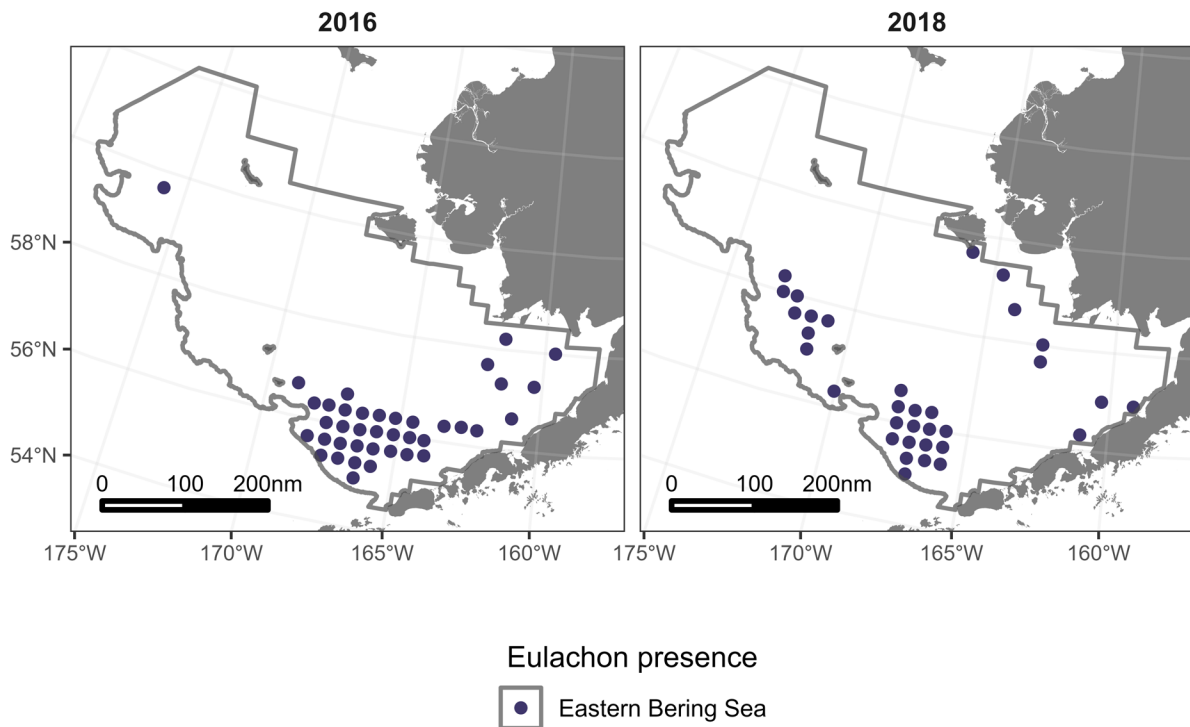 2016 2018
58°N
56°N
54°N
0 100 200nm 0 100 200nm
175°W 170°W 165°W 160°W 175°W 170°W 165°W 160°W
Eulachon presence
Eastern Bering Sea